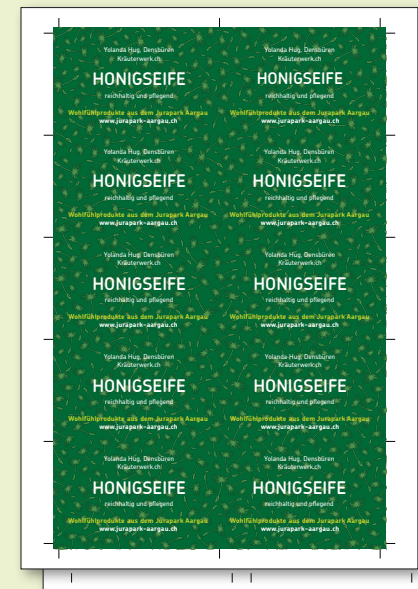 Yolanda Hug, Densbüren
Kräuterwerk.ch
HONIGSEIFE
reichhaltig und pflegend
Wohlfühlprodukte aus dem Jurapark Aargau
www.jurapark-aargau.ch
Yolanda Hug, Densbüren
Kräuterwerk.ch
HONIGSEIFE
reichhaltig und pflegend
Wohlfühlprodukte aus dem Jurapark Aargau
www.jurapark-aargau.ch
Yolanda Hug, Densbüren
Kräuterwerk.ch
HONIGSEIFE
reichhaltig und pflegend
Wohlfühlprodukte aus dem Jurapark Aargau
www.jurapark-aargau.ch
Yolanda Hug, Densbüren
Kräuterwerk.ch
HONIGSEIFE
reichhaltig und pflegend
Wohlfühlprodukte aus dem Jurapark Aargau
www.jurapark-aargau.ch
Yolanda Hug, Densbüren
Kräuterwerk.ch
HONIGSEIFE
reichhaltig und pflegend
Wohlfühlprodukte aus dem Jurapark Aargau
www.jurapark-aargau.ch
Yolanda Hug, Densbüren
Kräuterwerk.ch
HONIGSEIFE
reichhaltig und pflegend
Wohlfühlprodukte aus dem Jurapark Aargau
www.jurapark-aargau.ch
Yolanda Hug, Densbüren
Kräuterwerk.ch
HONIGSEIFE
reichhaltig und pflegend
Wohlfühlprodukte aus dem Jurapark Aargau
www.jurapark-aargau.ch
Yolanda Hug, Densbüren
Kräuterwerk.ch
HONIGSEIFE
reichhaltig und pflegend
Wohlfühlprodukte aus dem Jurapark Aargau
www.jurapark-aargau.ch
Yolanda Hug, Densbüren
Kräuterwerk.ch
HONIGSEIFE
reichhaltig und pflegend
Wohlfühlprodukte aus dem Jurapark Aargau
www.jurapark-aargau.ch
Yolanda Hug, Densbüren
Kräuterwerk.ch
HONIGSEIFE
reichhaltig und pflegend
Wohlfühlprodukte aus dem Jurapark Aargau
www.jurapark-aargau.ch